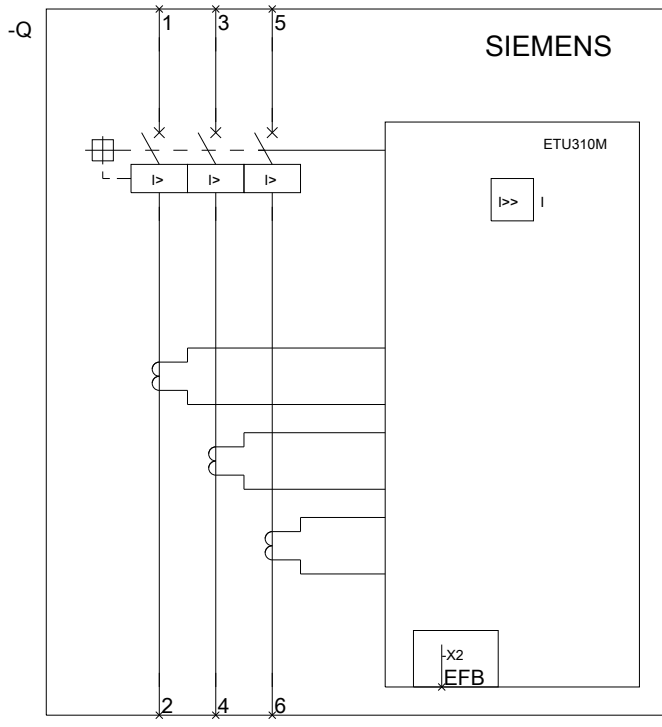 -Q
1 3 5
SIEMENS
ETU310M
I> I> I>
I>> I
-X2
EFB
2 4 6